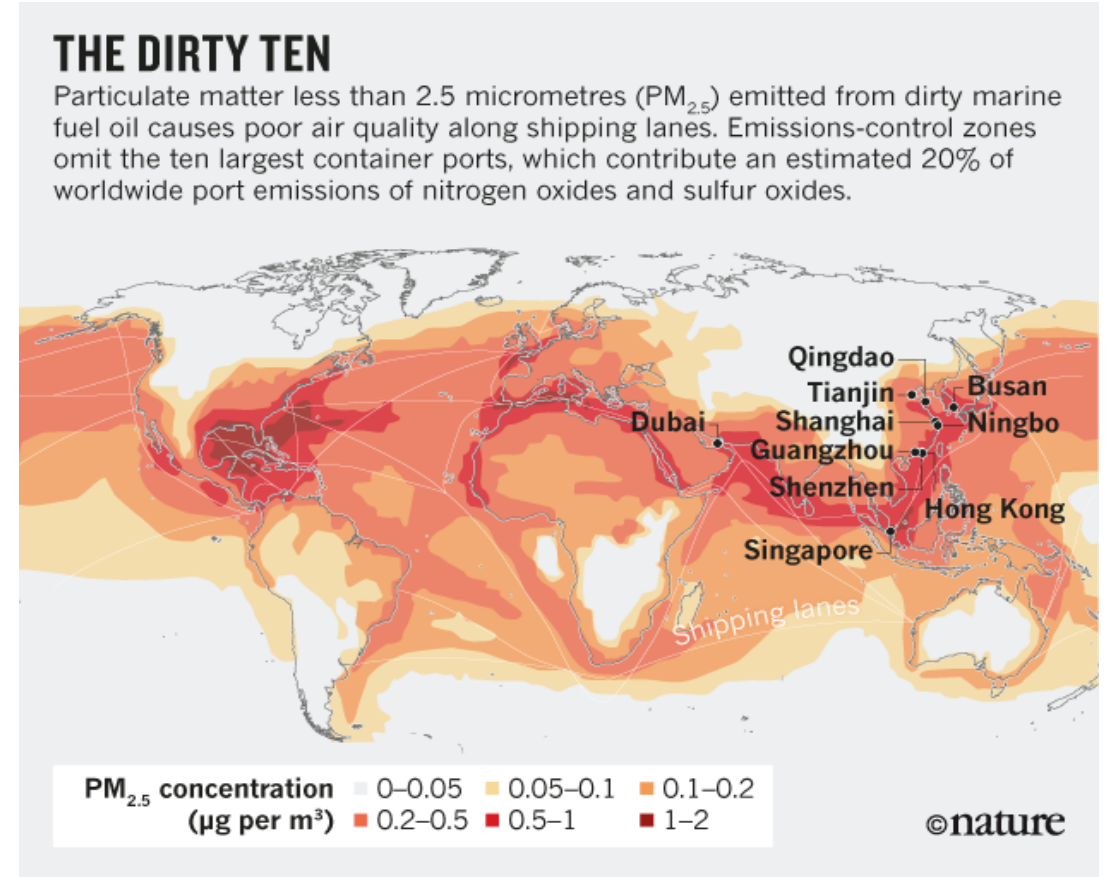 THE DIRTY TEN
Particulate matter less than 2.5 micrometres (PM2.5) emitted from dirty marine
fuel oil causes poor air quality along shipping lanes. Emissions-control zones
omit the ten largest container ports, which contribute an estimated 20% of
worldwide port emissions of nitrogen oxides and sulfur oxides.
Qingdao
Tianjin
Busan
Dubai
Shanghai
Ningbo
Guangzhou
Shenzhen
Hong Kong
Singapore
Shipping lanes
PM2.5 concentration
(µg per m³)
0–0.05
0.05–0.1
0.1–0.2
0.2–0.5
0.5–1
1–2
©nature